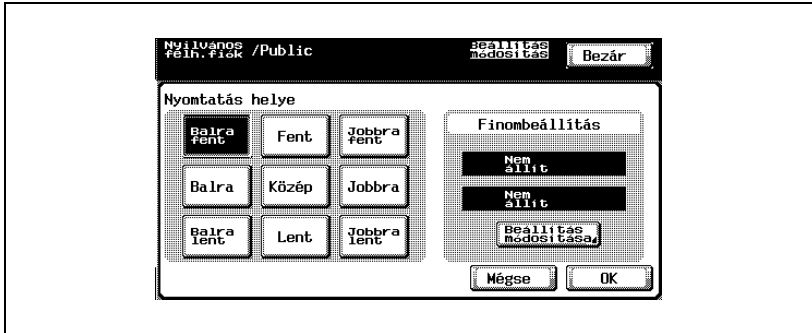 Nyilvános
felh.fiók /Public
Beállítás
módosítás
Bezár
Nyomtatás helye
Balra
fent
Fent
Jobbra
fent
Balra
Közép
Jobbra
Balra
lent
Lent
Jobbra
lent
Finombeállítás
Nem
állít
Nem
állít
Beállítás
módosítása
Mégse
OK